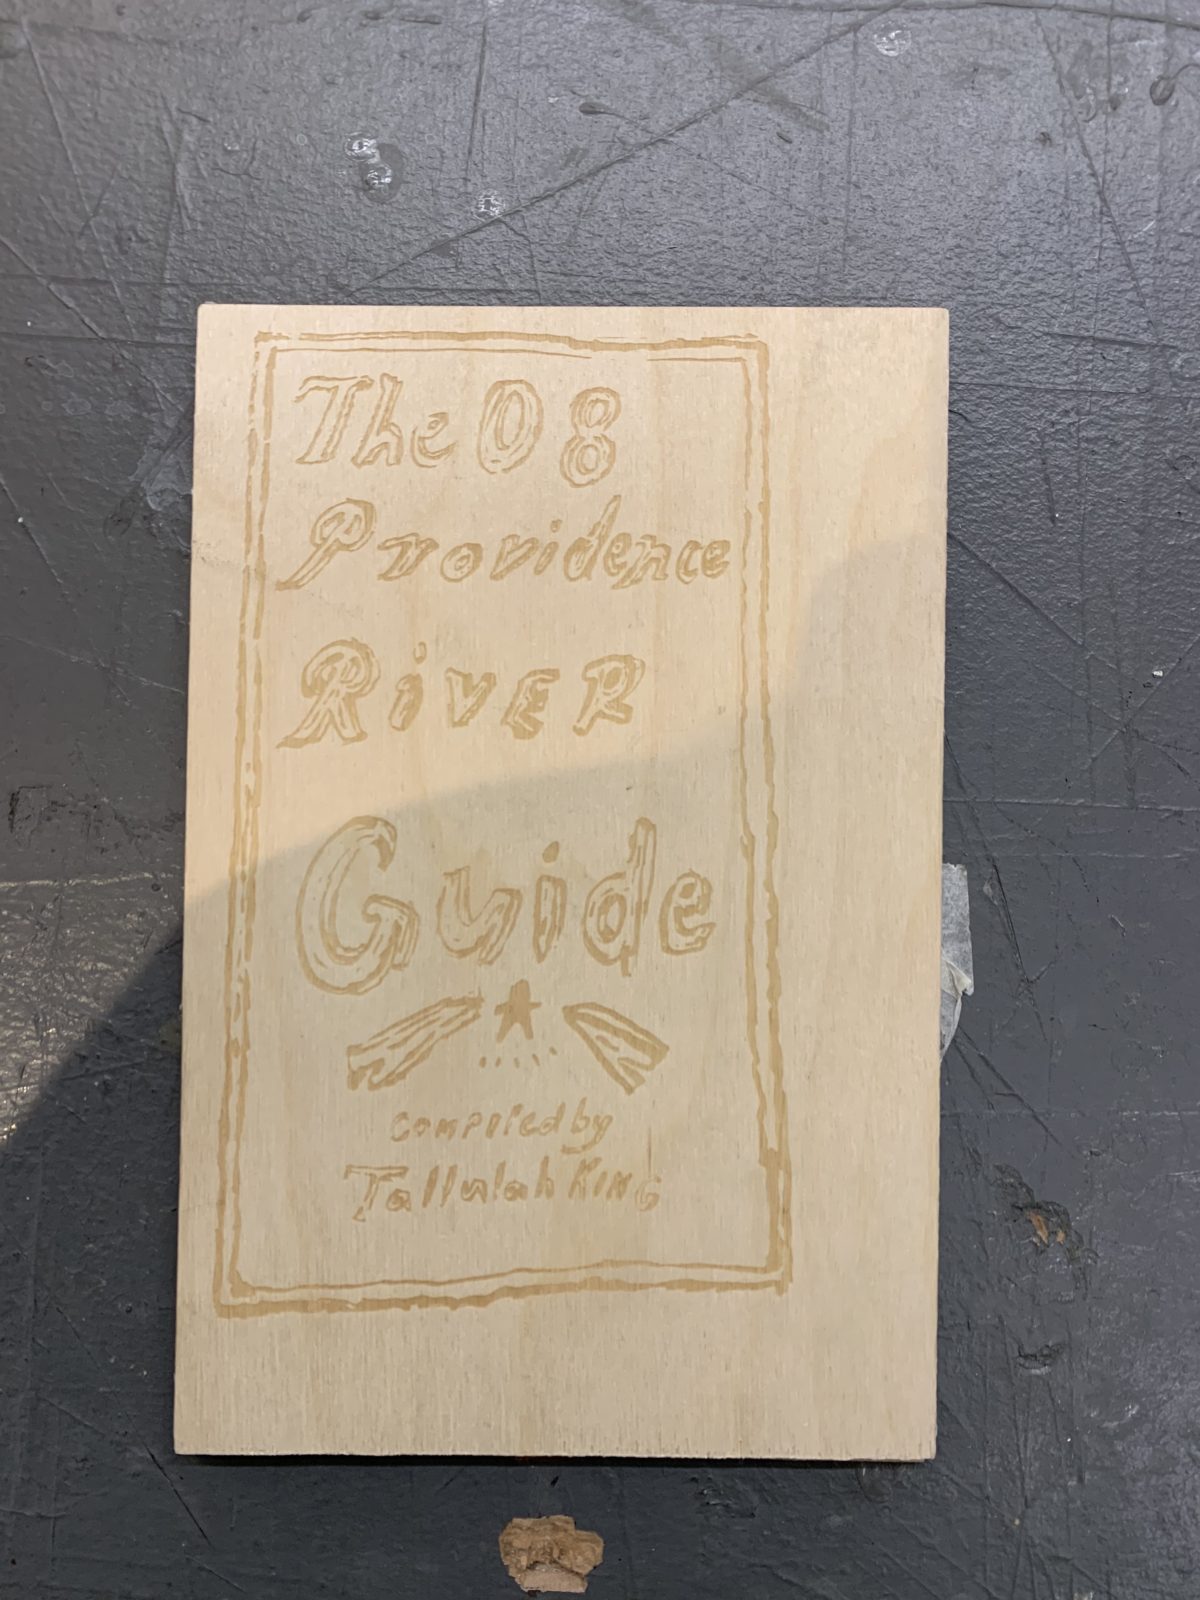 The 08
Providence
RiVER
Guide
compiled by
Tallulah KING